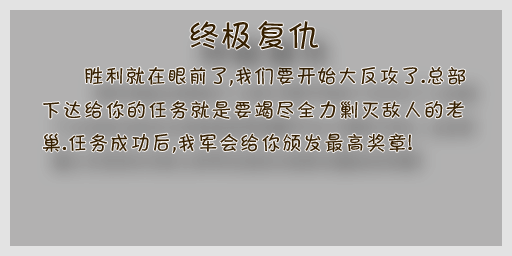 终极复仇
胜利就在眼前了,我们要开始大反攻了.总部
下达给你的任务就是要竭尽全力剿灭敌人的老
巢.任务成功后,我军会给你颁发最高奖章!